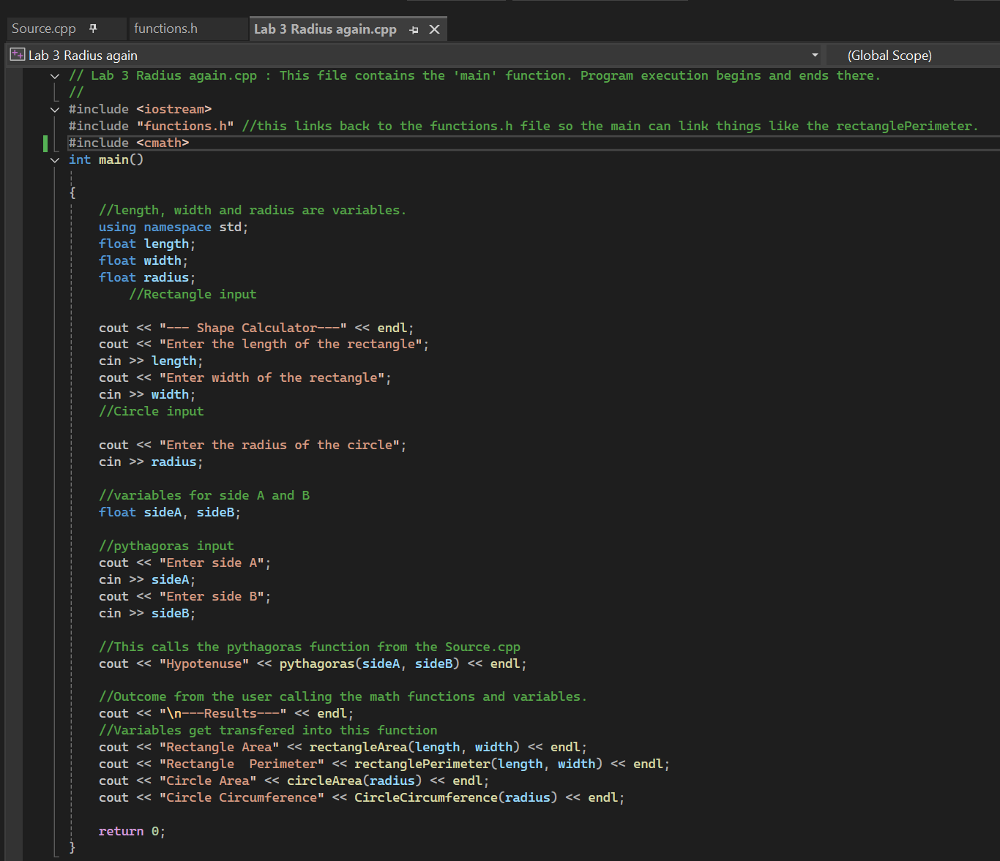 Source.cpp functions.h Lab 3 Radius again.cpp
Lab 3 Radius again (Global Scope)
// Lab 3 Radius again.cpp : This file contains the 'main' function. Program execution begins and ends there.
//
#include <iostream>
#include "functions.h" //this links back to the functions.h file so the main can link things like the rectanglePerimeter.
#include <cmath>
int main()
{
//length, width and radius are variables.
using namespace std;
float length;
float width;
float radius;
//Rectangle input
cout << "--- Shape Calculator---" << endl;
cout << "Enter the length of the rectangle";
cin >> length;
cout << "Enter width of the rectangle";
cin >> width;
//Circle input
cout << "Enter the radius of the circle";
cin >> radius;
//variables for side A and B
float sideA, sideB;
//pythagoras input
cout << "Enter side A";
cin >> sideA;
cout << "Enter side B";
cin >> sideB;
//This calls the pythagoras function from the Source.cpp
cout << "Hypotenuse" << pythagoras(sideA, sideB) << endl;
//Outcome from the user calling the math functions and variables.
cout << "\n---Results---" << endl;
//Variables get transfered into this function
cout << "Rectangle Area" << rectangleArea(length, width) << endl;
cout << "Rectangle  Perimeter" << rectanglePerimeter(length, width) << endl;
cout << "Circle Area" << circleArea(radius) << endl;
cout << "Circle Circumference" << CircleCircumference(radius) << endl;
return 0;
}